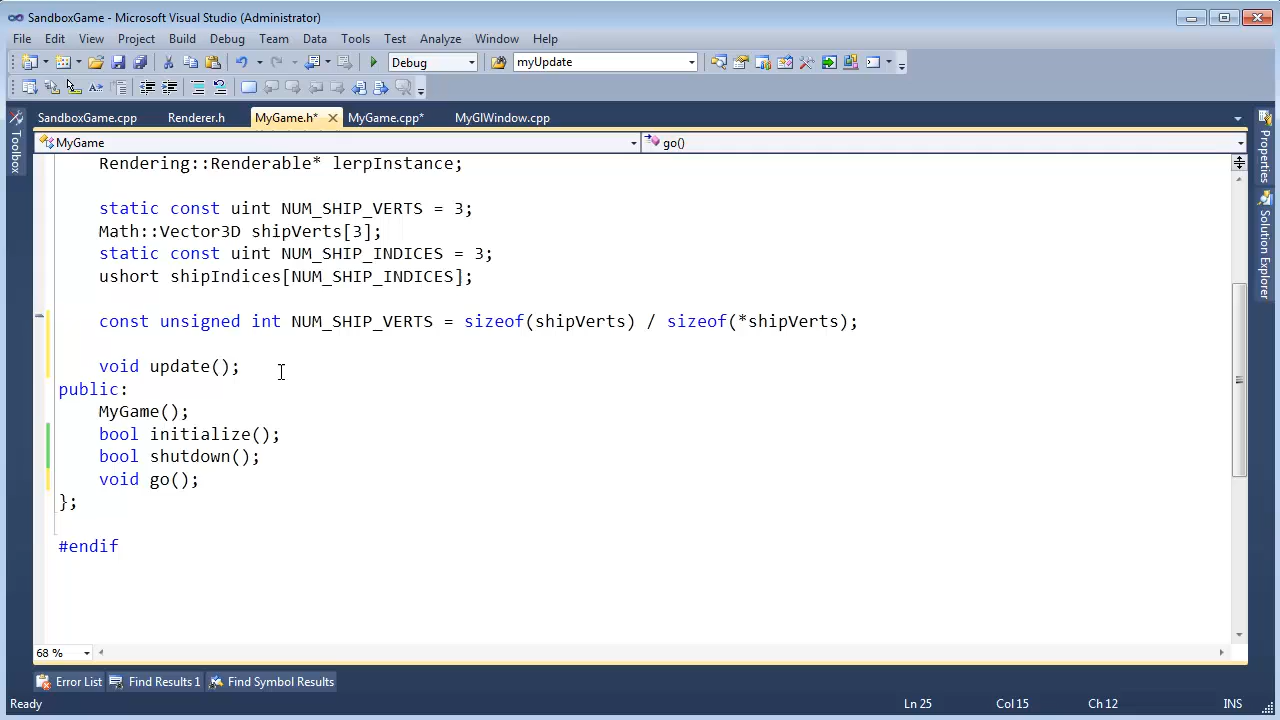 SandboxGame - Microsoft Visual Studio (Administrator)
File Edit View Project Build Debug Team Data Tools Test Analyze Window Help
Debug myUpdate
SandboxGame.cpp Renderer.h MyGame.h* MyGame.cpp* MyGlWindow.cpp
MyGame go()
Toolbox
Properties
Solution Explorer
Rendering::Renderable* lerpInstance;
static const uint NUM_SHIP_VERTS = 3;
Math::Vector3D shipVerts[3];
static const uint NUM_SHIP_INDICES = 3;
ushort shipIndices[NUM_SHIP_INDICES];
const unsigned int NUM_SHIP_VERTS = sizeof(shipVerts) / sizeof(*shipVerts);
void update();
public:
MyGame();
bool initialize();
bool shutdown();
void go();
};
#endif
68 %
Error List Find Results 1 Find Symbol Results
Ready Ln 25 Col 15 Ch 12 INS